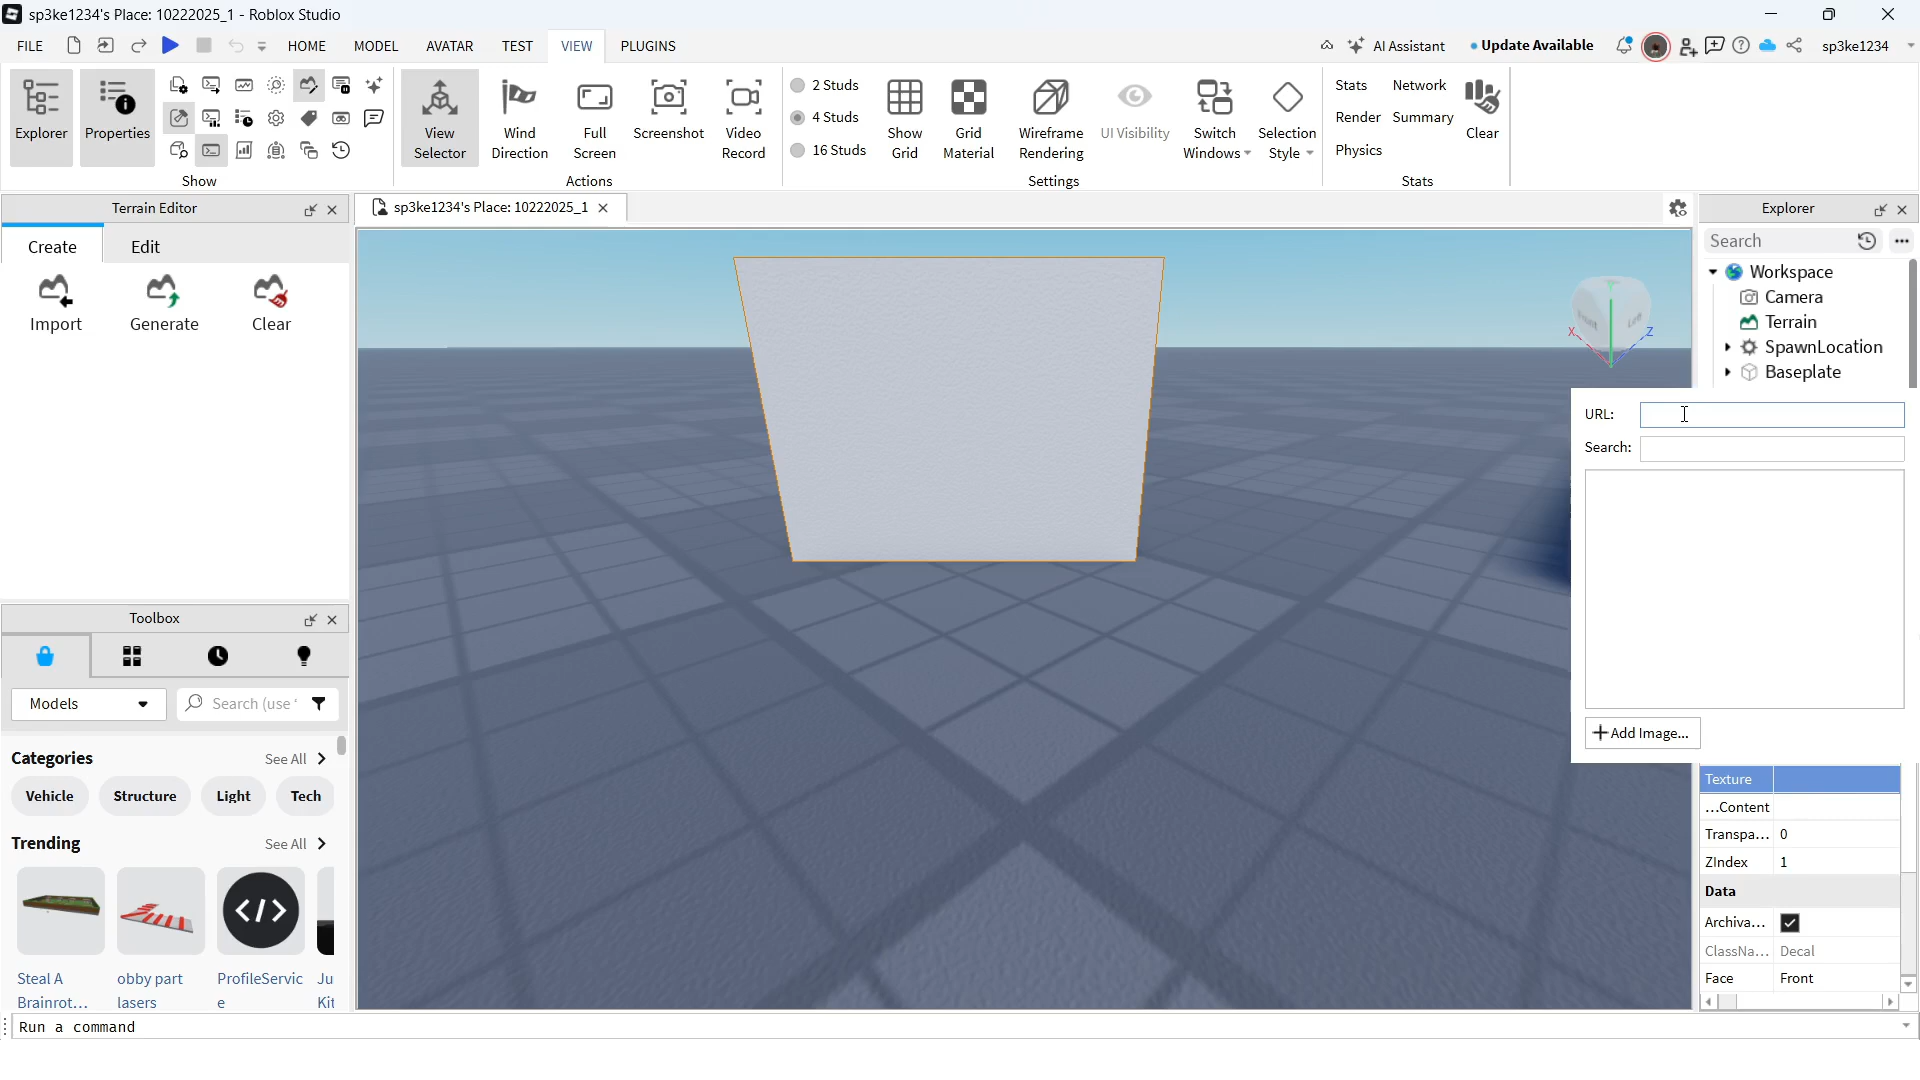 sp3ke1234's Place: 10222025_1 - Roblox Studio
FILE HOME MODEL AVATAR TEST VIEW PLUGINS AI Assistant Update Available sp3ke1234
Explorer Properties
Show
View Selector
Wind Direction
Full Screen
Screenshot
Video Record
Actions
2 Studs
4 Studs
16 Studs
Show Grid
Grid Material
Wireframe Rendering
UI Visibility
Switch Windows
Selection Style
Settings
Stats Network
Render Summary
Physics
Clear
Stats
Terrain Editor
Create Edit
Import Generate Clear
sp3ke1234's Place: 10222025_1
Front Left
X Z
Explorer
Search
Workspace
Camera
Terrain
SpawnLocation
Baseplate
URL:
Search:
Add Image...
Texture
...Content
Transpa... 0
ZIndex 1
Data
Archiva...
ClassNa... Decal
Face Front
Toolbox
Models Search (use '
Categories See All
Vehicle Structure Light Tech
Trending See All
Steal A Brainrot...
obby part lasers
ProfileService
Ju
Kit
Run a command